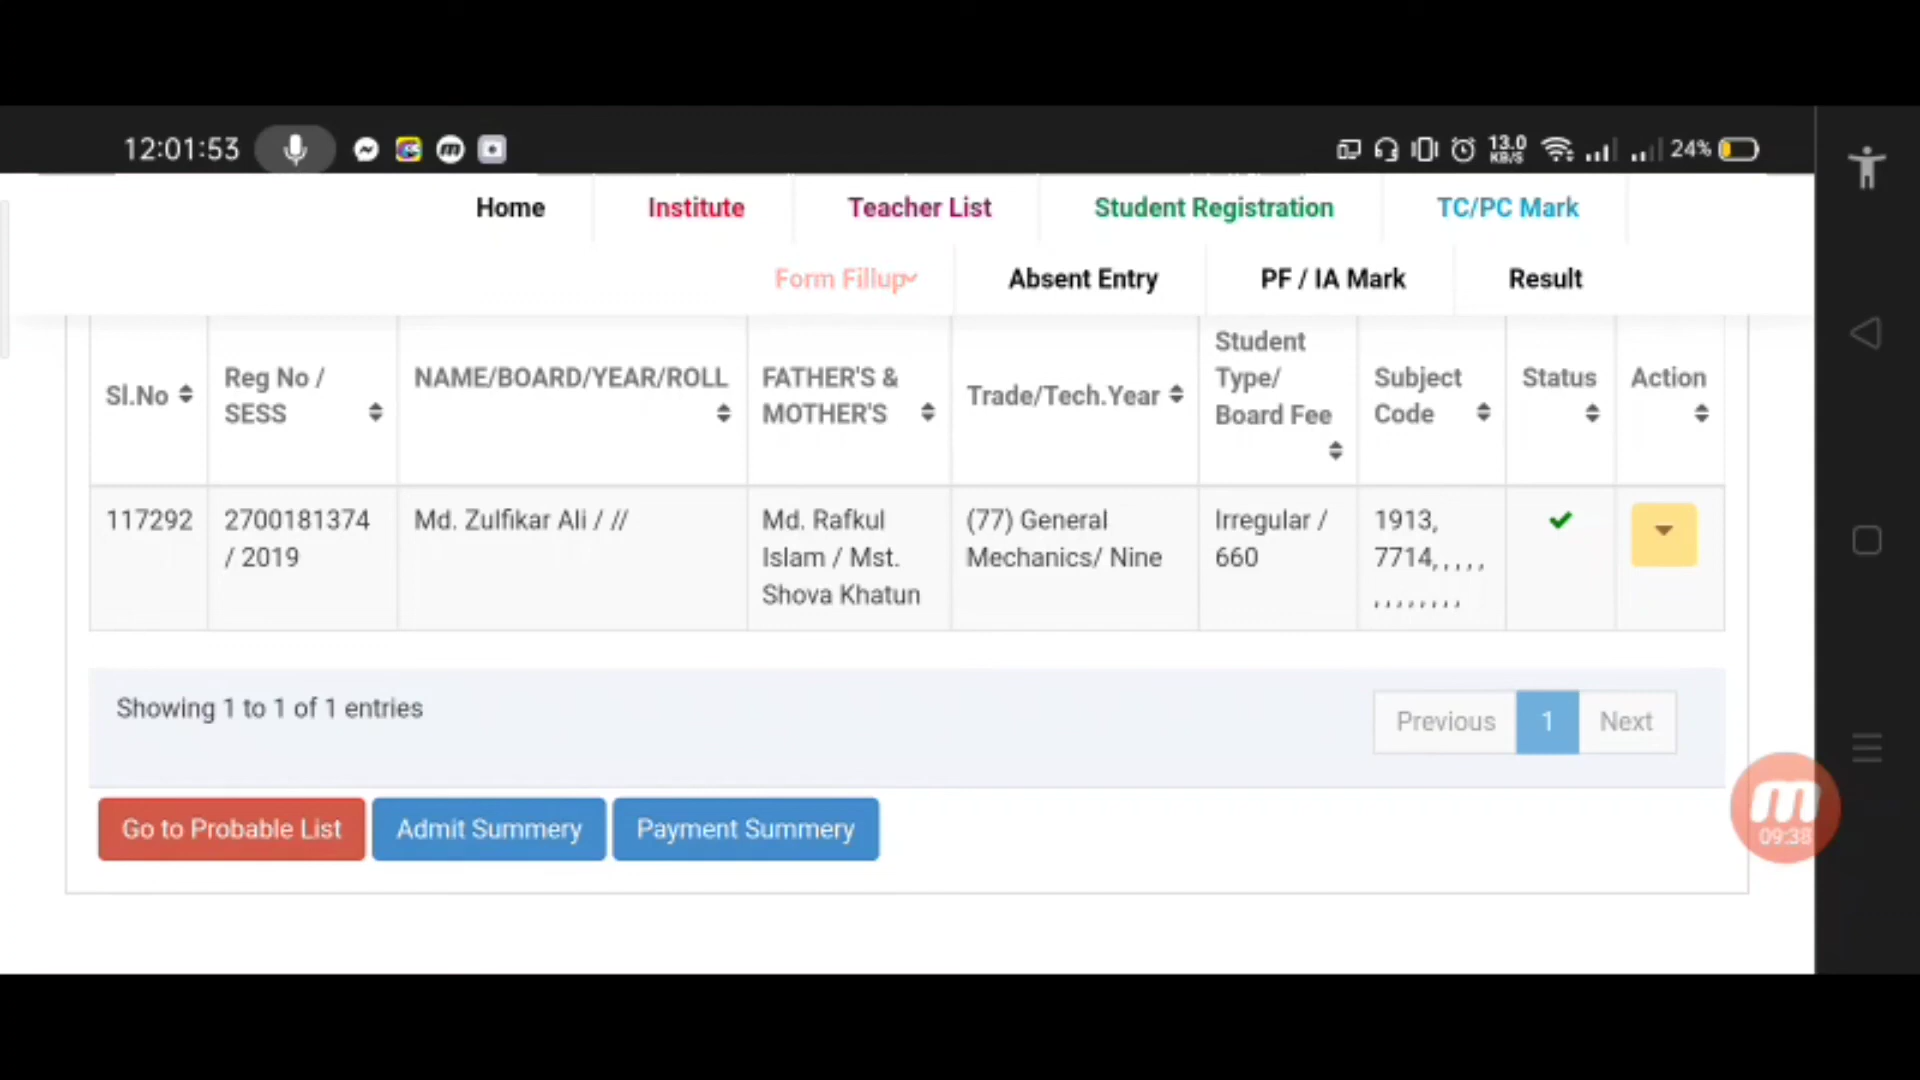 12:01:53
13.0
KB/S
24%
Home Institute Teacher List Student Registration TC/PC Mark
Form Fillup Absent Entry PF / IA Mark Result
Sl.No
Reg No /
SESS
NAME/BOARD/YEAR/ROLL
FATHER'S &
MOTHER'S
Trade/Tech.Year
Student
Type/
Board Fee
Subject
Code
Status
Action
117292
2700181374
/ 2019
Md. Zulfikar Ali / //
Md. Rafkul
Islam / Mst.
Shova Khatun
(77) General
Mechanics/ Nine
Irregular /
660
1913,
7714,,,,,,
,,,,,,,,,
Showing 1 to 1 of 1 entries
Previous 1 Next
Go to Probable List Admit Summery Payment Summery
09:38